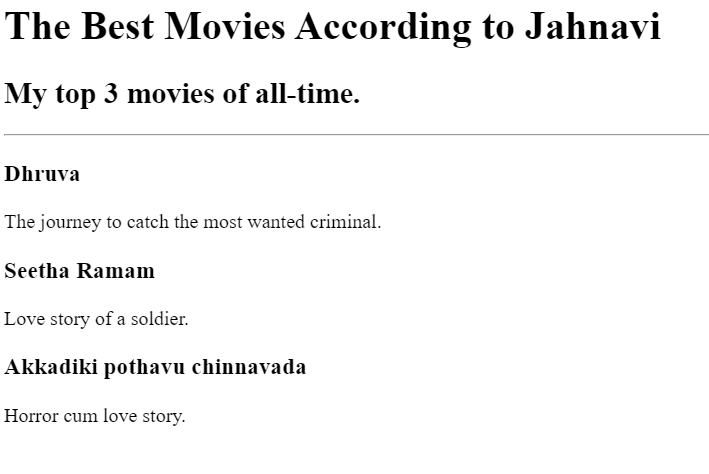 The Best Movies According to Jahnavi
My top 3 movies of all-time.
Dhruva
The journey to catch the most wanted criminal.
Seetha Ramam
Love story of a soldier.
Akkadiki pothavu chinnavada
Horror cum love story.